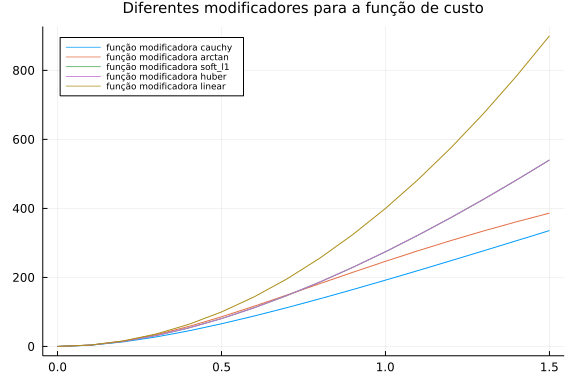 Diferentes modificadores para a função de custo
função modificadora cauchy
função modificadora arctan
função modificadora soft_l1
função modificadora huber
função modificadora linear
800
600
400
200
0
0.0 0.5 1.0 1.5